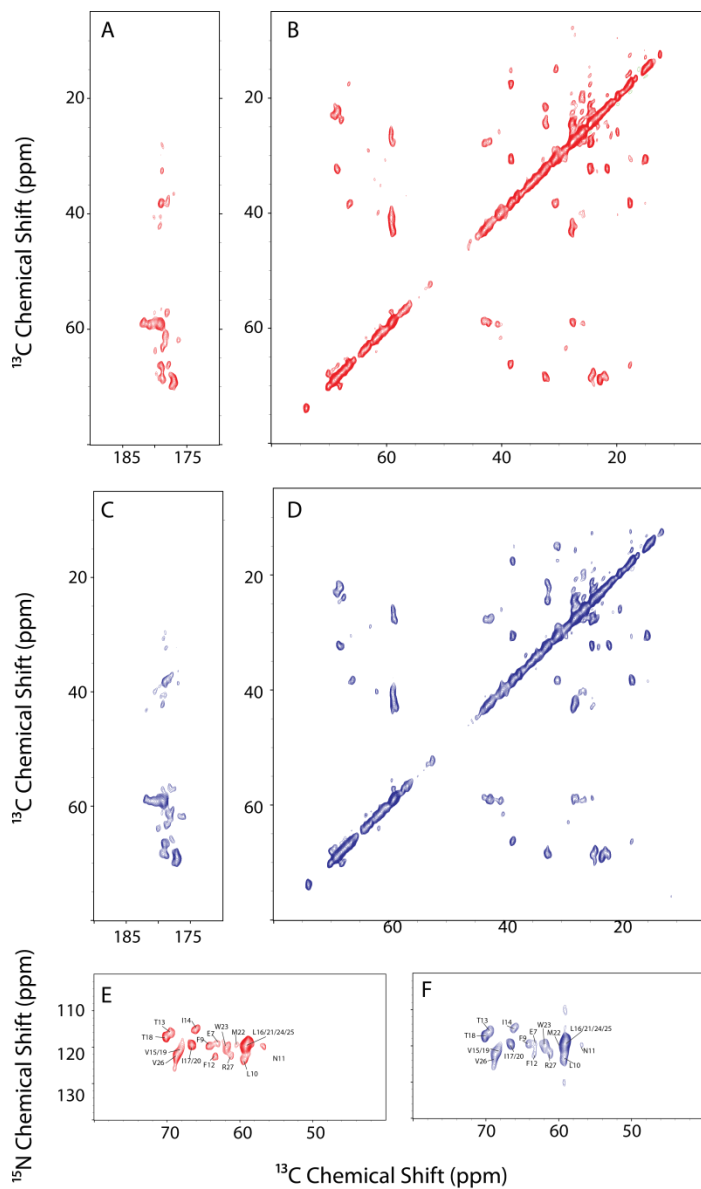 A
B
20
40
60
185
175
60
40
20
¹³C Chemical Shift (ppm)
C
D
20
40
60
185
175
60
40
20
¹³C Chemical Shift (ppm)
E
F
110
120
130
T13
I14
T18
F9
E7
W23
M22
L16/21/24/25
V15/19
V26
I17/20
F12
R27
L10
N11
70
60
50
40
T13
I14
T18
F9
E7
W23
M22
L16/21/24/25
V15/19
V26
I17/20
F12
R27
L10
N11
70
60
50
40
¹⁵N Chemical Shift (ppm)
¹³C Chemical Shift (ppm)